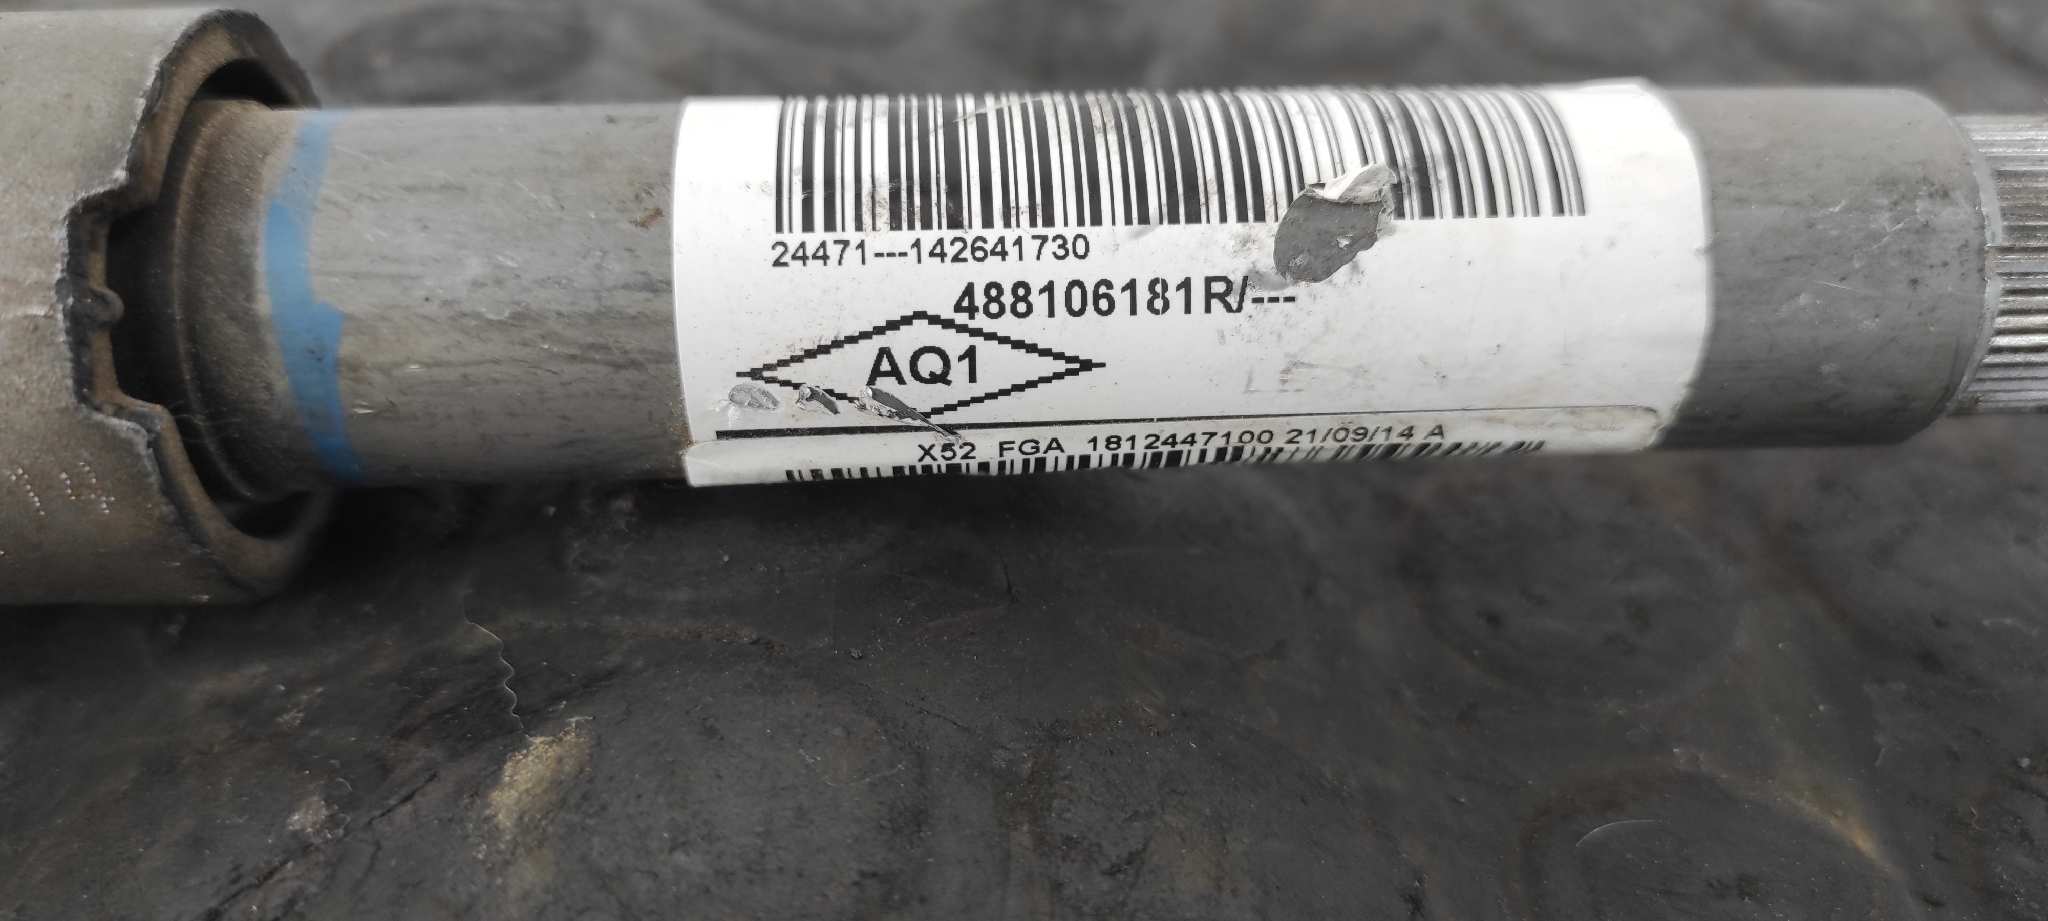 24471---142641730
488106181R/---
AQ1
X52 FGA 1812447100 21/09/14 A